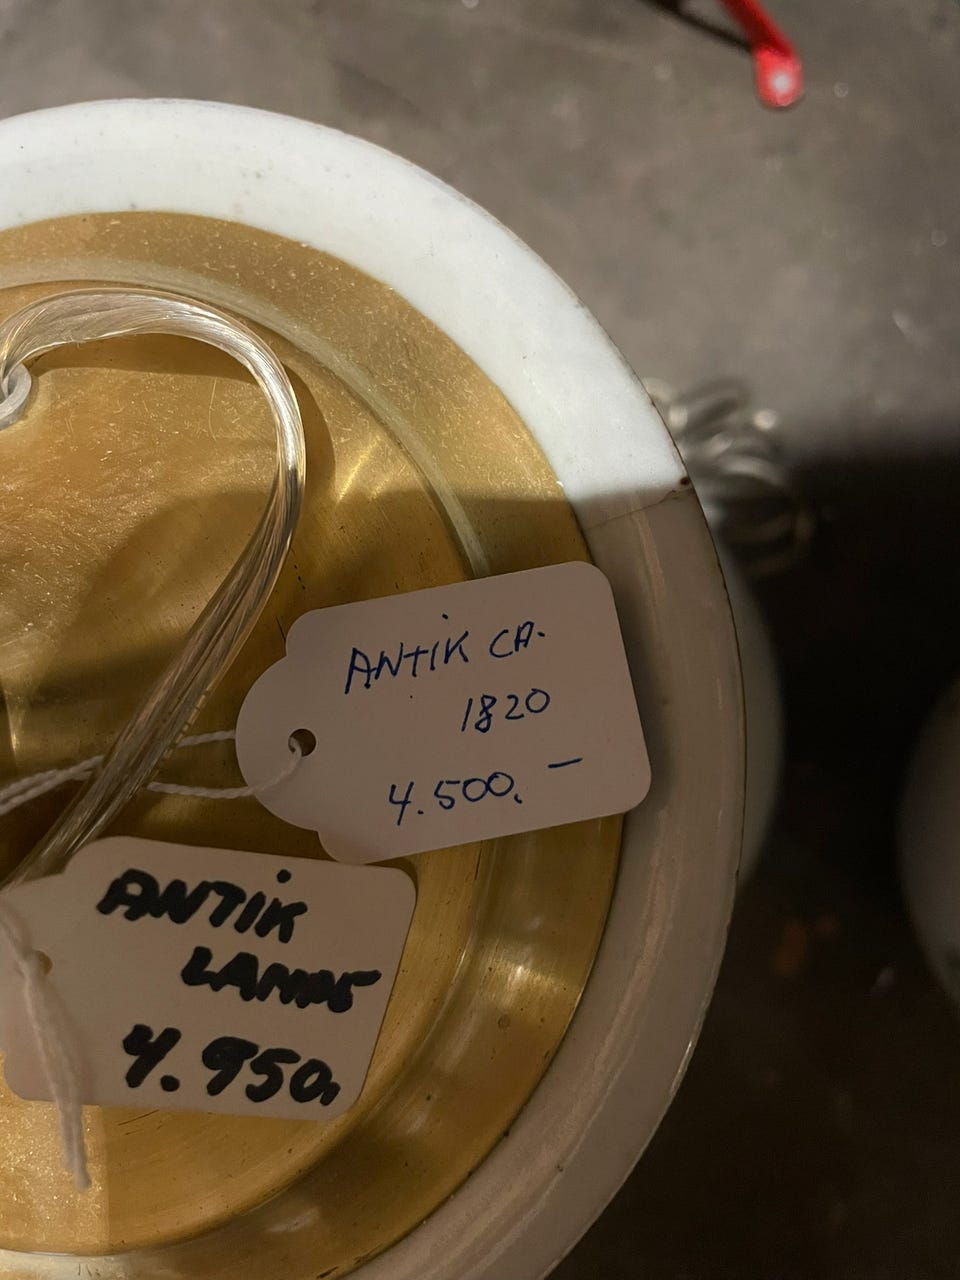 ANTiK CA.
1820
4.500,-
ANTiK
LAMPE
4.950,